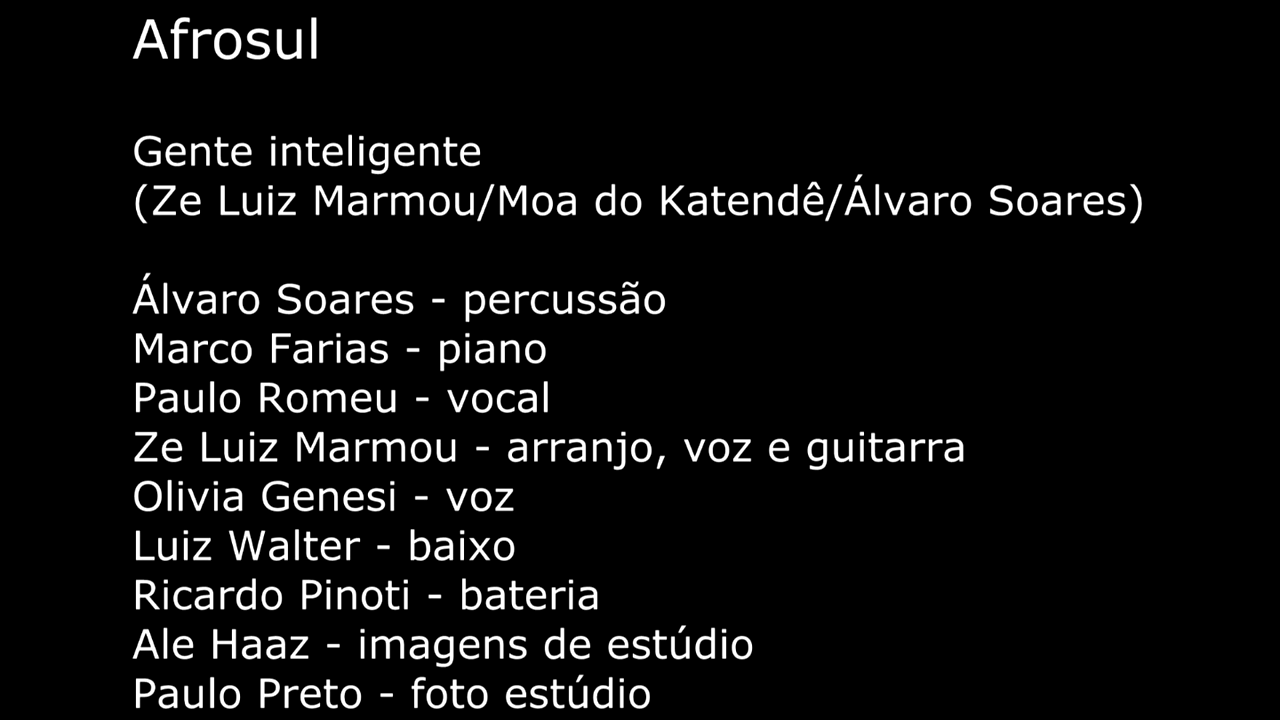 Afrosul
Gente inteligente
(Ze Luiz Marmou/Moa do Katendê/Álvaro Soares)
Álvaro Soares - percussão
Marco Farias - piano
Paulo Romeu - vocal
Ze Luiz Marmou - arranjo, voz e guitarra
Olivia Genesi - voz
Luiz Walter - baixo
Ricardo Pinoti - bateria
Ale Haaz - imagens de estúdio
Paulo Preto - foto estúdio